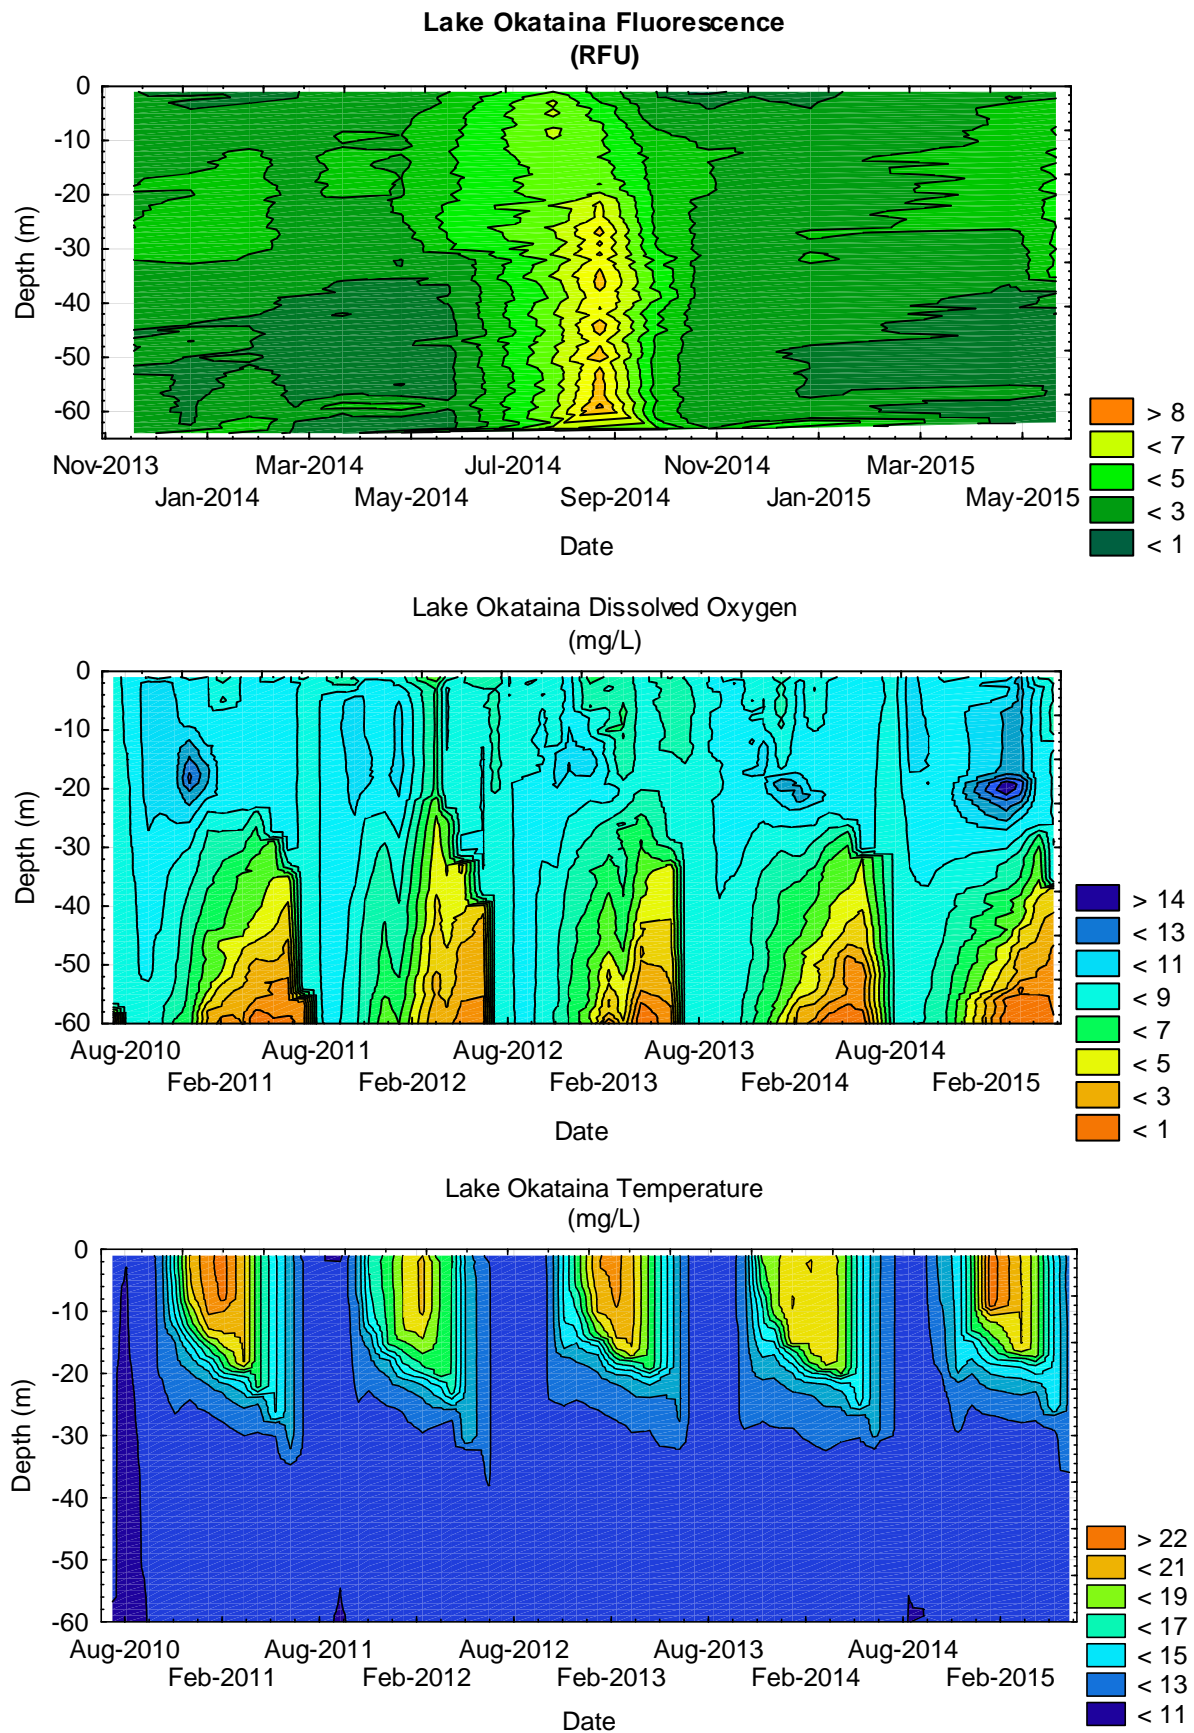 Lake Okataina Fluorescence
(RFU)
0
-10
-20
-30
-40
-50
-60
Depth (m)
Nov-2013 Mar-2014 Jul-2014 Nov-2014 Mar-2015
Jan-2014 May-2014 Sep-2014 Jan-2015 May-2015
Date
> 8
< 7
< 5
< 3
< 1
Lake Okataina Dissolved Oxygen
(mg/L)
0
-10
-20
-30
-40
-50
-60
Depth (m)
Aug-2010 Aug-2011 Aug-2012 Aug-2013 Aug-2014
Feb-2011 Feb-2012 Feb-2013 Feb-2014 Feb-2015
Date
> 14
< 13
< 11
< 9
< 7
< 5
< 3
< 1
Lake Okataina Temperature
(mg/L)
0
-10
-20
-30
-40
-50
-60
Depth (m)
Aug-2010 Aug-2011 Aug-2012 Aug-2013 Aug-2014
Feb-2011 Feb-2012 Feb-2013 Feb-2014 Feb-2015
Date
> 22
< 21
< 19
< 17
< 15
< 13
< 11